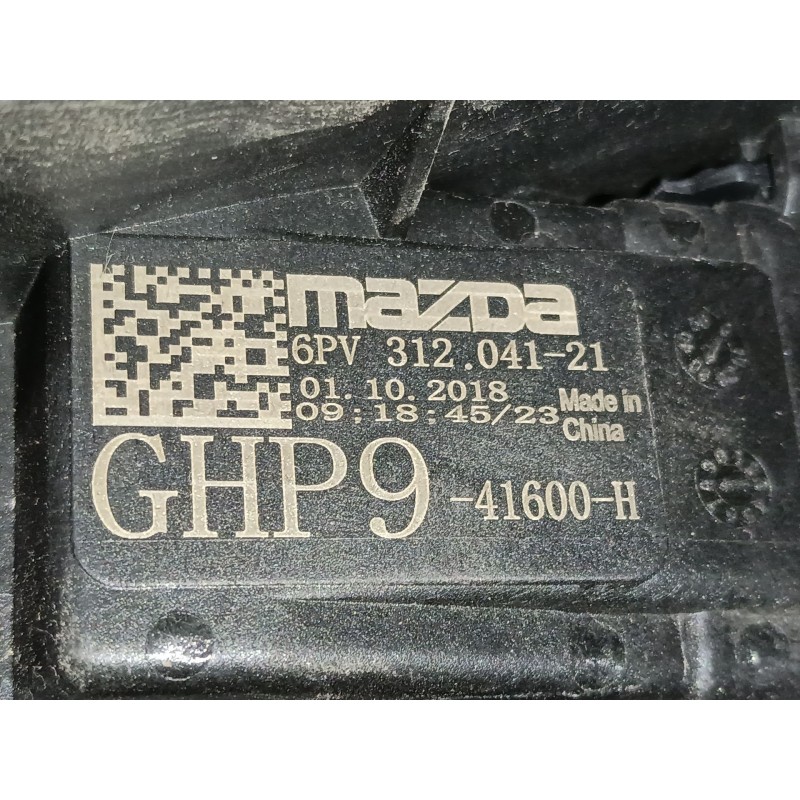 mazda
6PV 312.041-21
01.10.2018
09:18:45/23
Made in
China
GHP9-41600-H